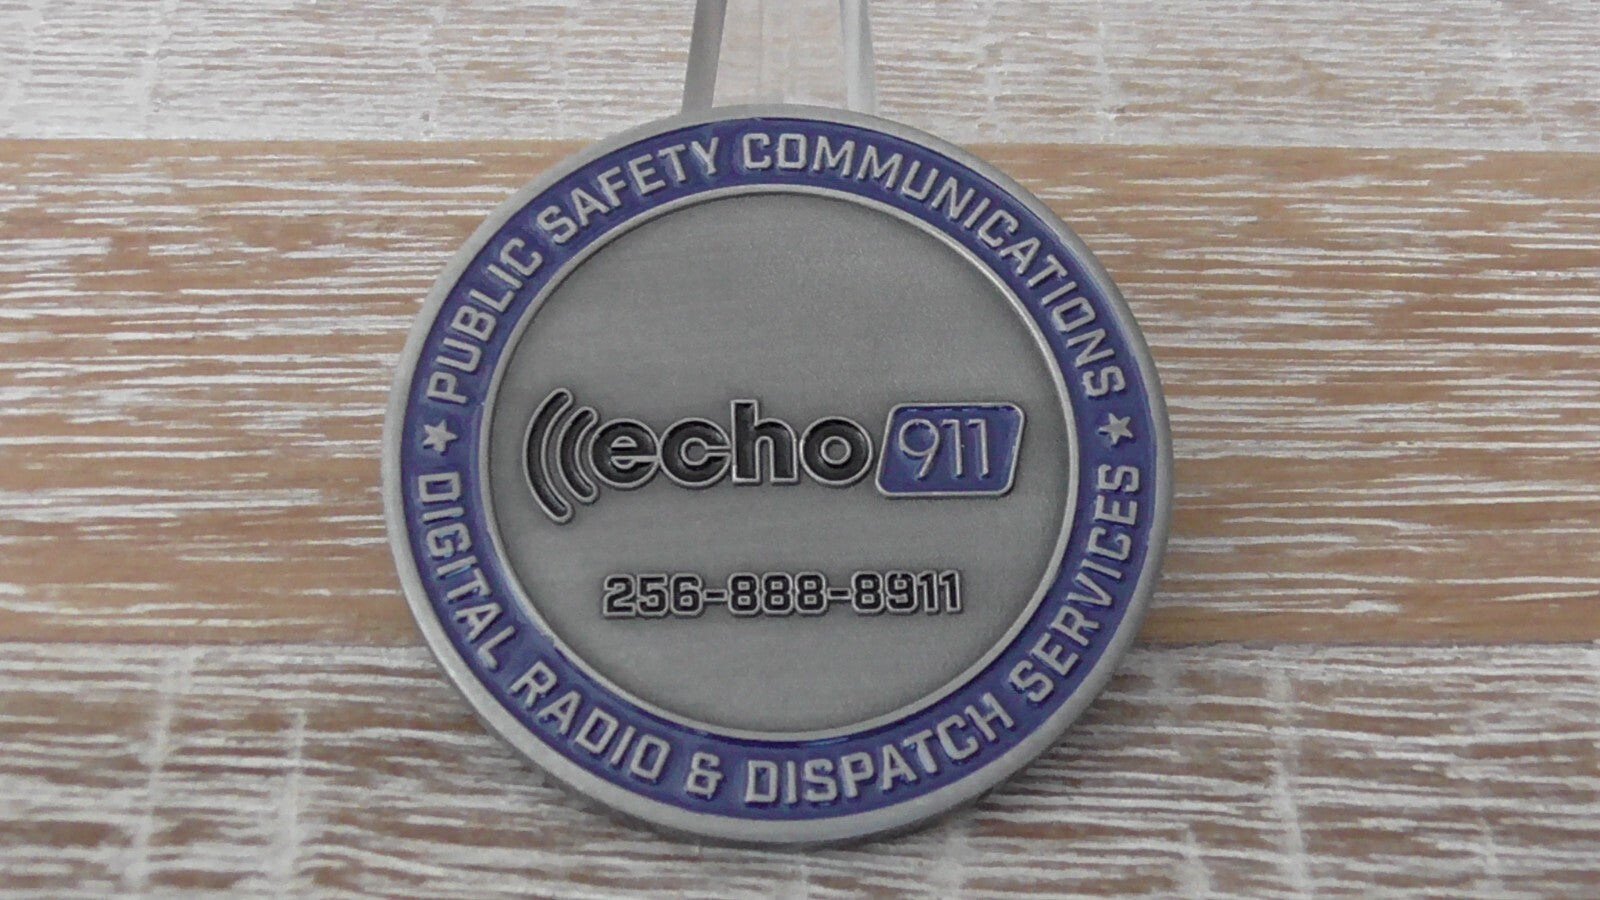 PUBLIC SAFETY COMMUNICATIONS
echo 911
256-888-8911
DIGITAL RADIO & DISPATCH SERVICES